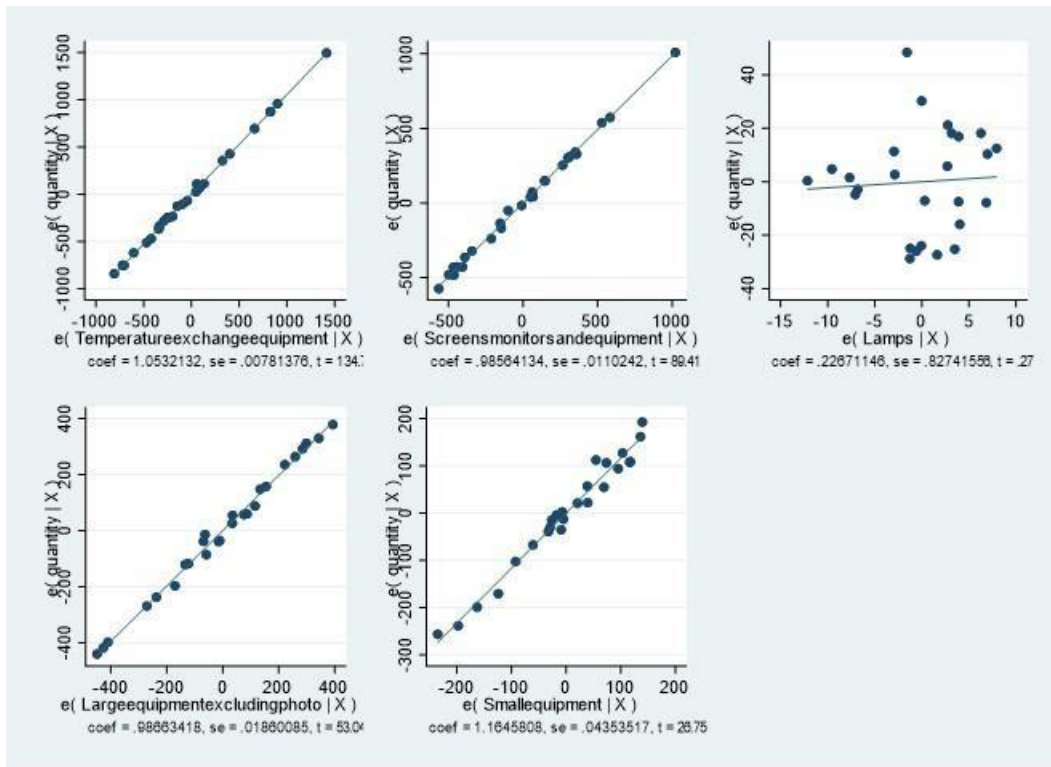 e( quantity | X )
-1000 -500 0 500 1000 1500
-1000 -500 0 500 1000 1500
e( Temperatureexchangeequipment | X )
coef = 1.0532132, se = .00781376, t = 134.
e( quantity | X )
-500 0 500 1000
-500 0 500 1000
e( Screensmonitorsandequipment | X )
coef = .98564134, se = .0110242, t = 89.41
e( quantity | X )
-40 -20 0 20 40
-15 -10 -5 0 5 10
e( Lamps | X )
coef = .22671146, se = .82741556, t = .27
e( quantity | X )
-400 -200 0 200 400
-400 -200 0 200 400
e( Largeequipmentexcludingphoto | X )
coef = .98663418, se = .01860085, t = 53.0
e( quantity | X )
-300 -200 -100 0 100 200
-200 -100 0 100 200
e( Smallequipment | X )
coef = 1.1645808, se = .04353517, t = 26.75